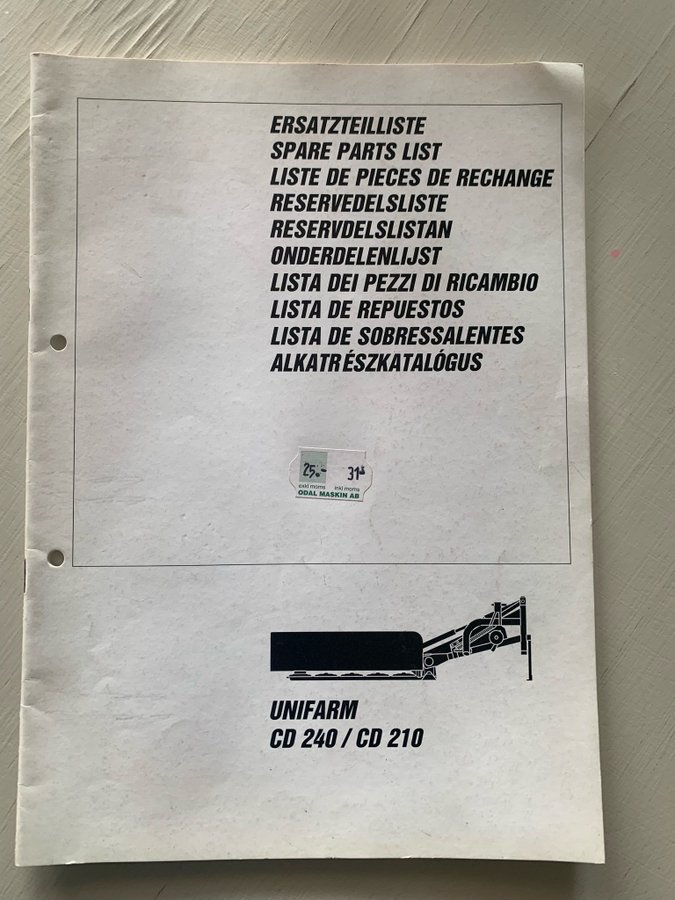 ERSATZTEILLISTE
SPARE PARTS LIST
LISTE DE PIECES DE RECHANGE
RESERVEDELSLISTE
RESERVDELSLISTAN
ONDERDELENLIJST
LISTA DEI PEZZI DI RICAMBIO
LISTA DE REPUESTOS
LISTA DE SOBRESSALENTES
ALKATRÉSZKATALÓGUS
25:- 31
exkl moms inkl moms
ODAL MASKIN AB
UNIFARM
CD 240 / CD 210